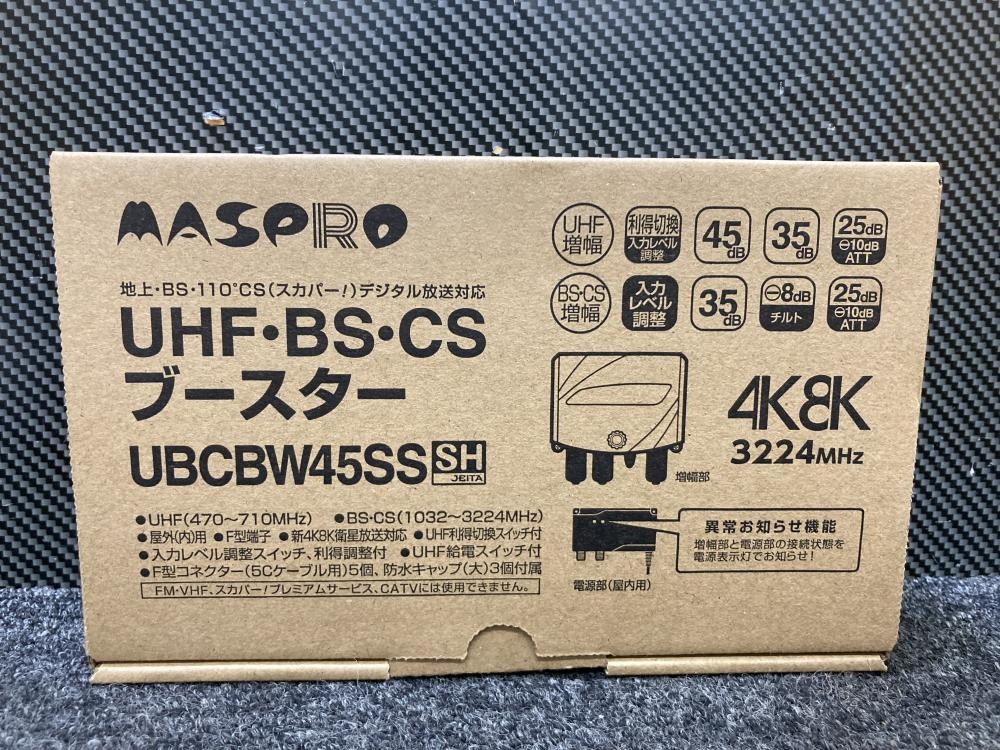 MASPRO
地上・BS・110°CS(スカパー!)デジタル放送対応
UHF・BS・CS
ブースター
UBCBW45SS SH JEITA
●UHF(470〜710MHz) ●BS・CS(1032〜3224MHz)
●屋外(内)用 ●F型端子 ●新4K8K衛星放送対応 ●UHF利得切換スイッチ付
●入力レベル調整スイッチ、利得調整付 ●UHF給電スイッチ付
●F型コネクター(5Cケーブル用)5個、防水キャップ(大)3個付属
FM・VHF、スカパー!プレミアムサービス、CATVには使用できません。
UHF増幅 利得切換 入力レベル調整 45dB 35dB 25dB ⊖10dB ATT
BS・CS増幅 入力レベル調整 35dB ⊖8dB チルト 25dB ⊖10dB ATT
増幅部
4K8K
3224MHz
電源部(屋内用)
異常お知らせ機能
増幅部と電源部の接続状態を
電源表示灯でお知らせ!